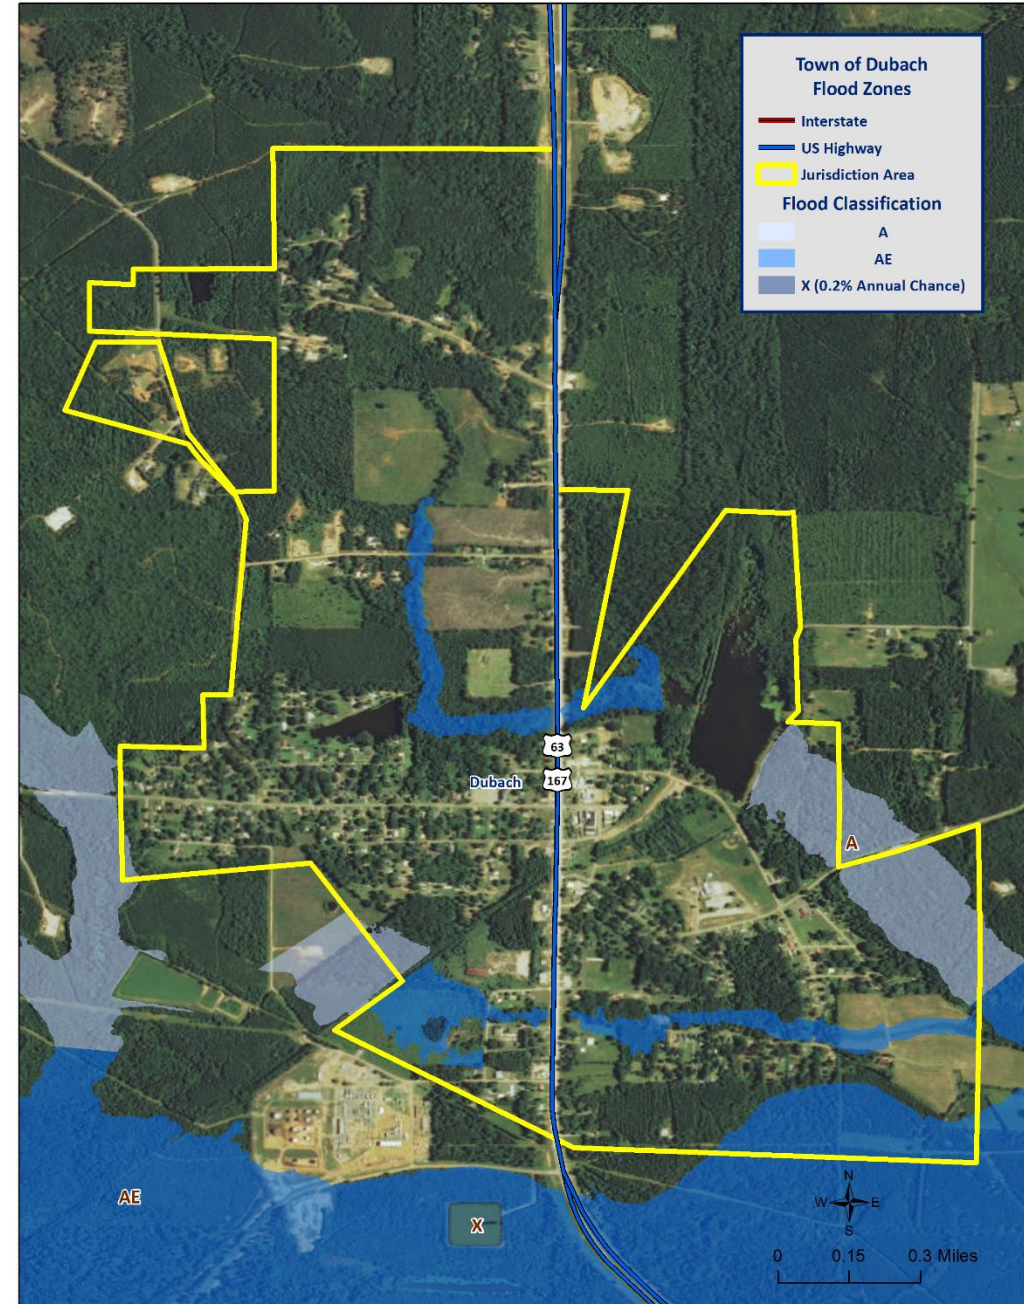 Town of Dubach
Flood Zones
Interstate
US Highway
Jurisdiction Area
Flood Classification
A
AE
X (0.2% Annual Chance)
63
Dubach
167
A
AE
X
N
W
E
S
0
0.15
0.3 Miles